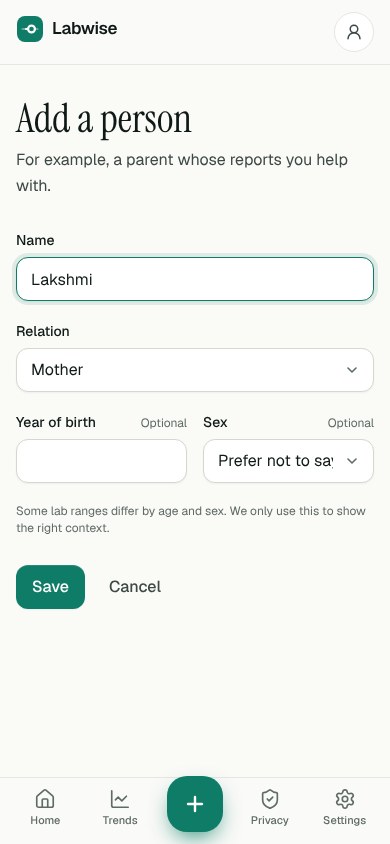 Labwise
Add a person
For example, a parent whose reports you help
with.
Name
Lakshmi
Relation
Mother
Year of birth Optional Sex Optional
Prefer not to say
Some lab ranges differ by age and sex. We only use this to show
the right context.
Save Cancel
Home Trends Privacy Settings